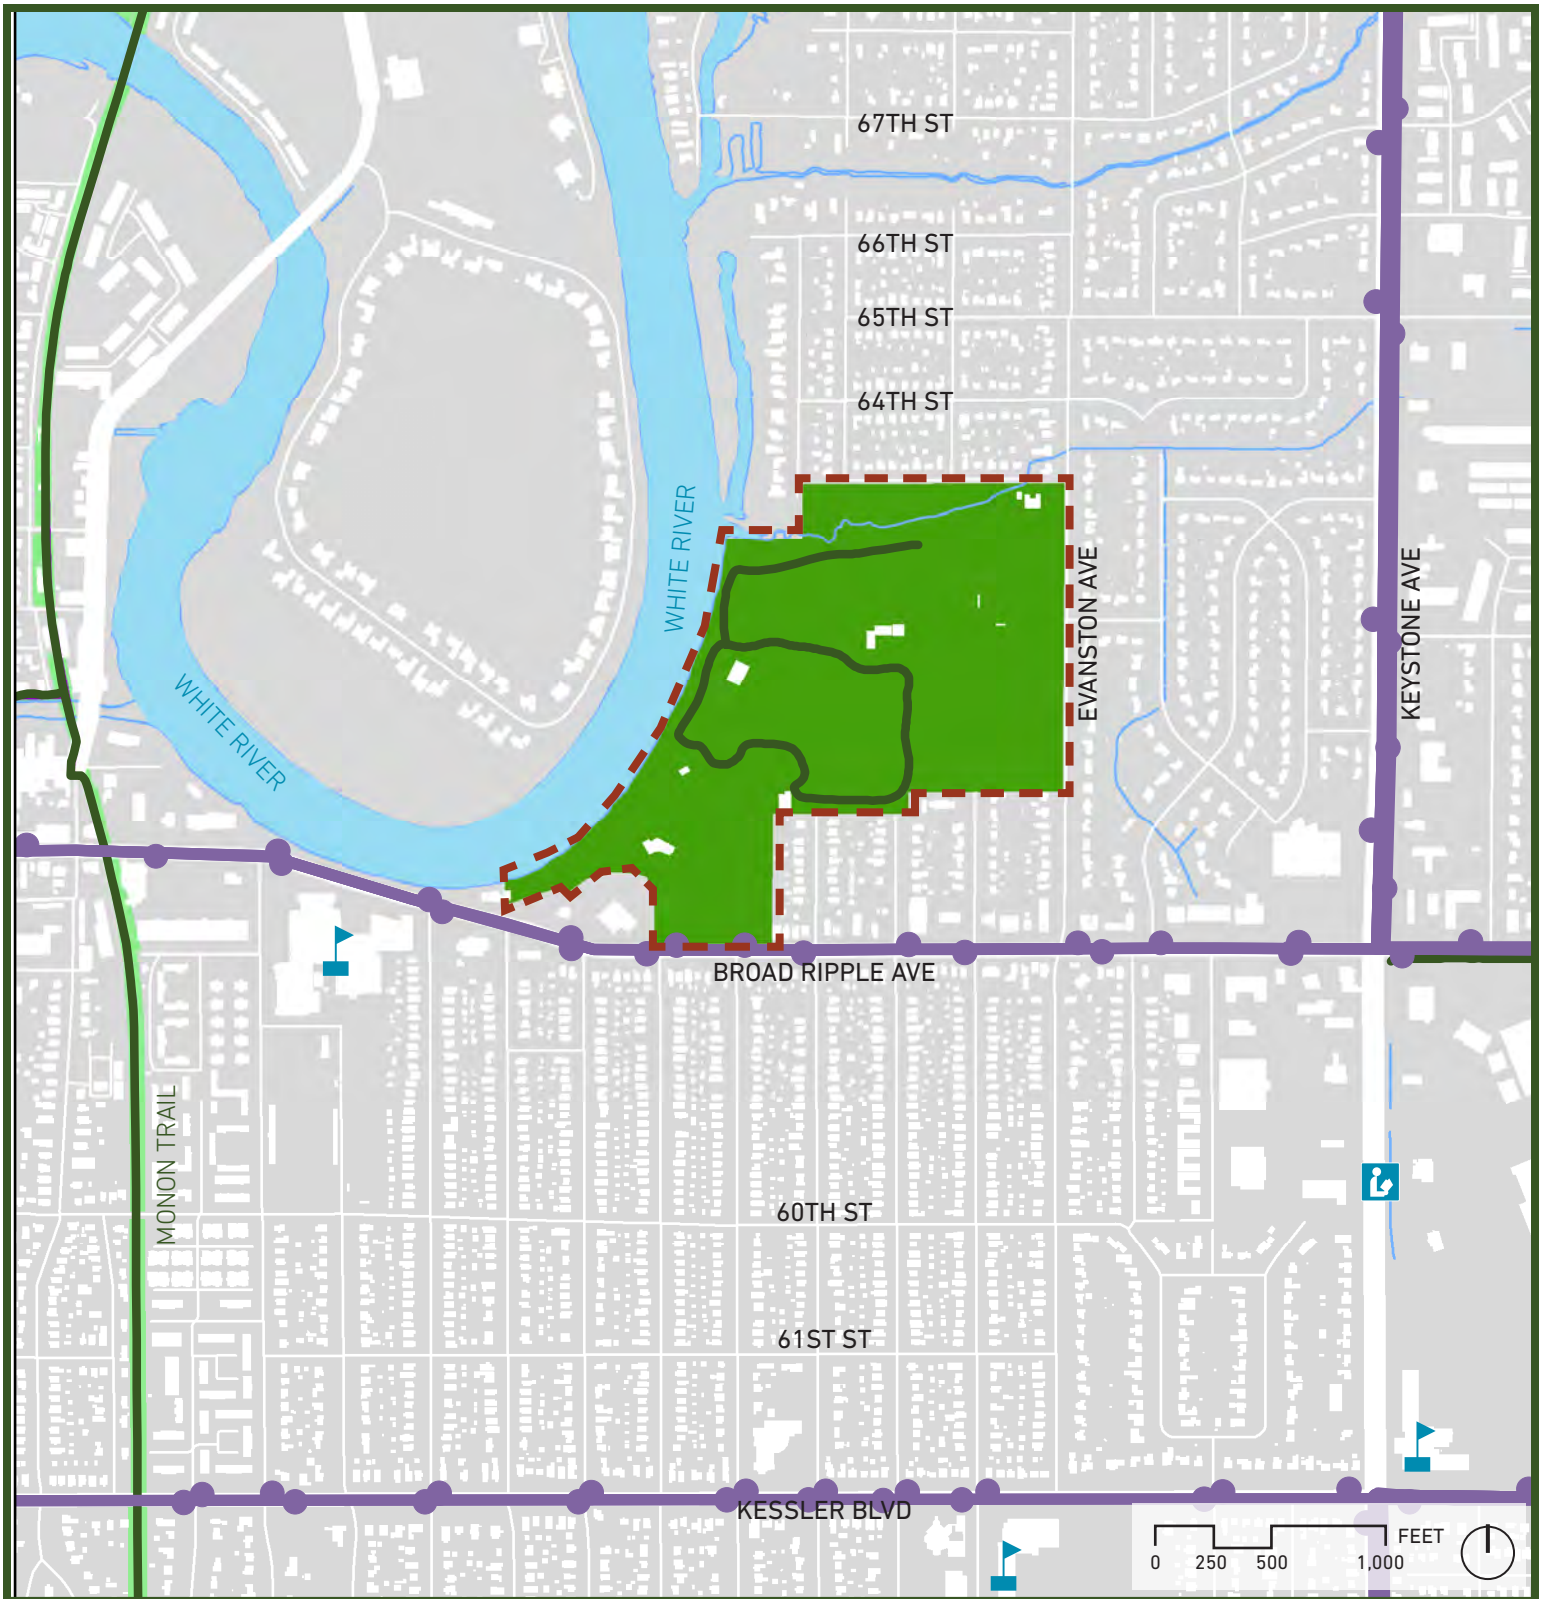 67TH ST
66TH ST
65TH ST
64TH ST
WHITE RIVER
EVANSTON AVE
KEYSTONE AVE
WHITE RIVER
BROAD RIPPLE AVE
MONON TRAIL
60TH ST
61ST ST
KESSLER BLVD
FEET
0 250 500 1,000